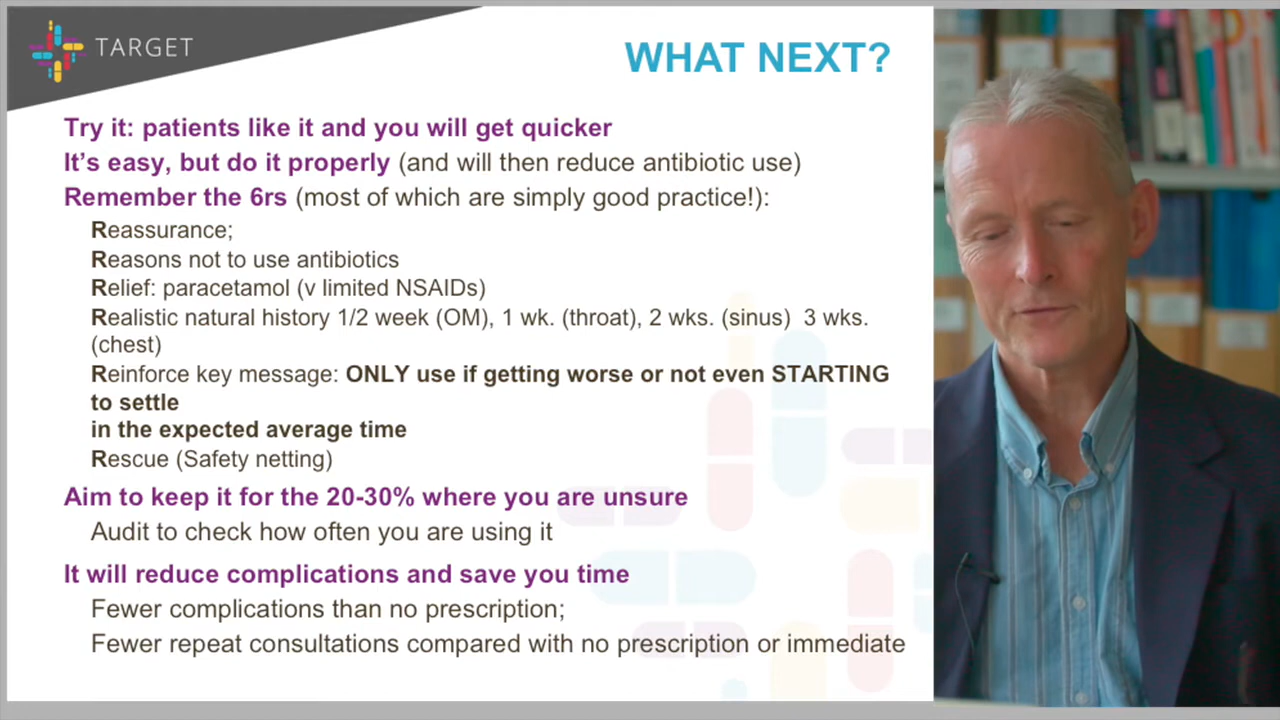 TARGET
WHAT NEXT?
Try it: patients like it and you will get quicker
It’s easy, but do it properly (and will then reduce antibiotic use)
Remember the 6rs (most of which are simply good practice!):
Reassurance;
Reasons not to use antibiotics
Relief: paracetamol (v limited NSAIDs)
Realistic natural history 1/2 week (OM), 1 wk. (throat), 2 wks. (sinus)  3 wks.
(chest)
Reinforce key message: ONLY use if getting worse or not even STARTING
to settle
in the expected average time
Rescue (Safety netting)
Aim to keep it for the 20-30% where you are unsure
Audit to check how often you are using it
It will reduce complications and save you time
Fewer complications than no prescription;
Fewer repeat consultations compared with no prescription or immediate